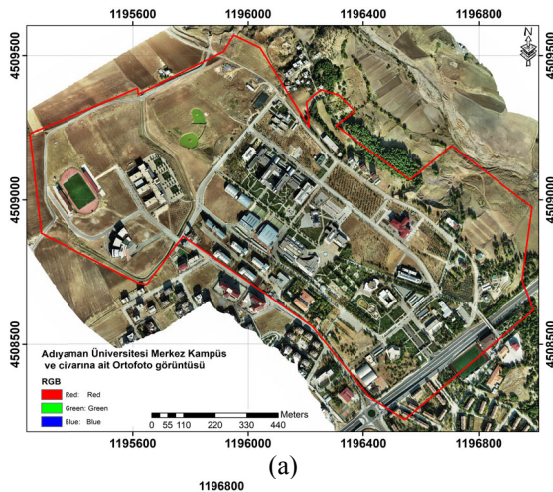 1195600 1196000 1196400 1196800
4509500 4509500
N
4509000 4509000
4508500 4508500
Adıyaman Üniversitesi Merkez Kampüs
ve civarına ait Ortofoto görüntüsü
RGB
Red: Red
Green: Green
Blue: Blue
Meters
0 55 110 220 330 440
1195600 1196000 1196400 1196800
(a)
1196800